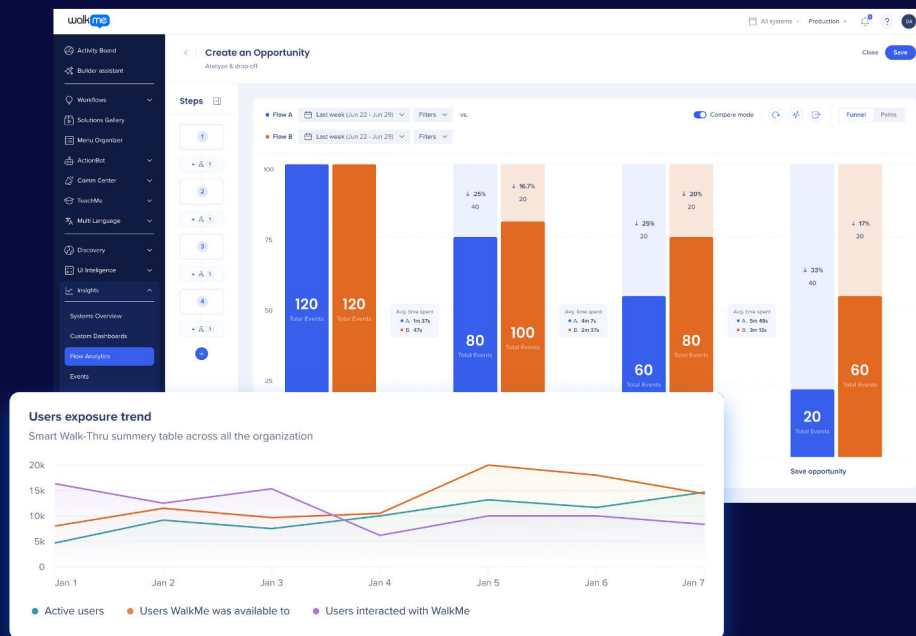 walkme
All systems
Production
?
DA
Activity Board
Builder assistant
Workflows
Solutions Gallery
Menu Organizer
ActionBot
Comm Center
TeachMe
Multi Language
Discovery
UI Inteligence
Insights
Systems Overview
Custom Dashboards
Flow Analytics
Events
Create an Opportunity
Analyze & drop-off
Close
Save
Steps
1
1
2
1
3
1
4
1
+
Flow A
Last week (Jun 22 - Jun 29)
Filters
vs.
Flow B
Last week (Jun 22 - Jun 29)
Filters
Compare mode
Funnel
Paths
100
75
50
25
120
Total Events
120
Total Events
Avg. time spent
A. 1m 37s
B. 47s
↓ 25%
40
80
Total Events
↓ 16.7%
20
100
Total Events
Avg. time spent
A. 4m 7s
B. 2m 37s
↓ 25%
20
60
Total Events
↓ 20%
20
80
Total Events
Avg. time spent
A. 5m 49s
B. 3m 12s
↓ 33%
40
20
Total Events
↓ 17%
20
60
Total Events
Save opportunity
Users exposure trend
Smart Walk-Thru summery table across all the organization
20k
15k
10k
5k
0
Jan 1
Jan 2
Jan 3
Jan 4
Jan 5
Jan 6
Jan 7
Active users
Users WalkMe was available to
Users interacted with WalkMe